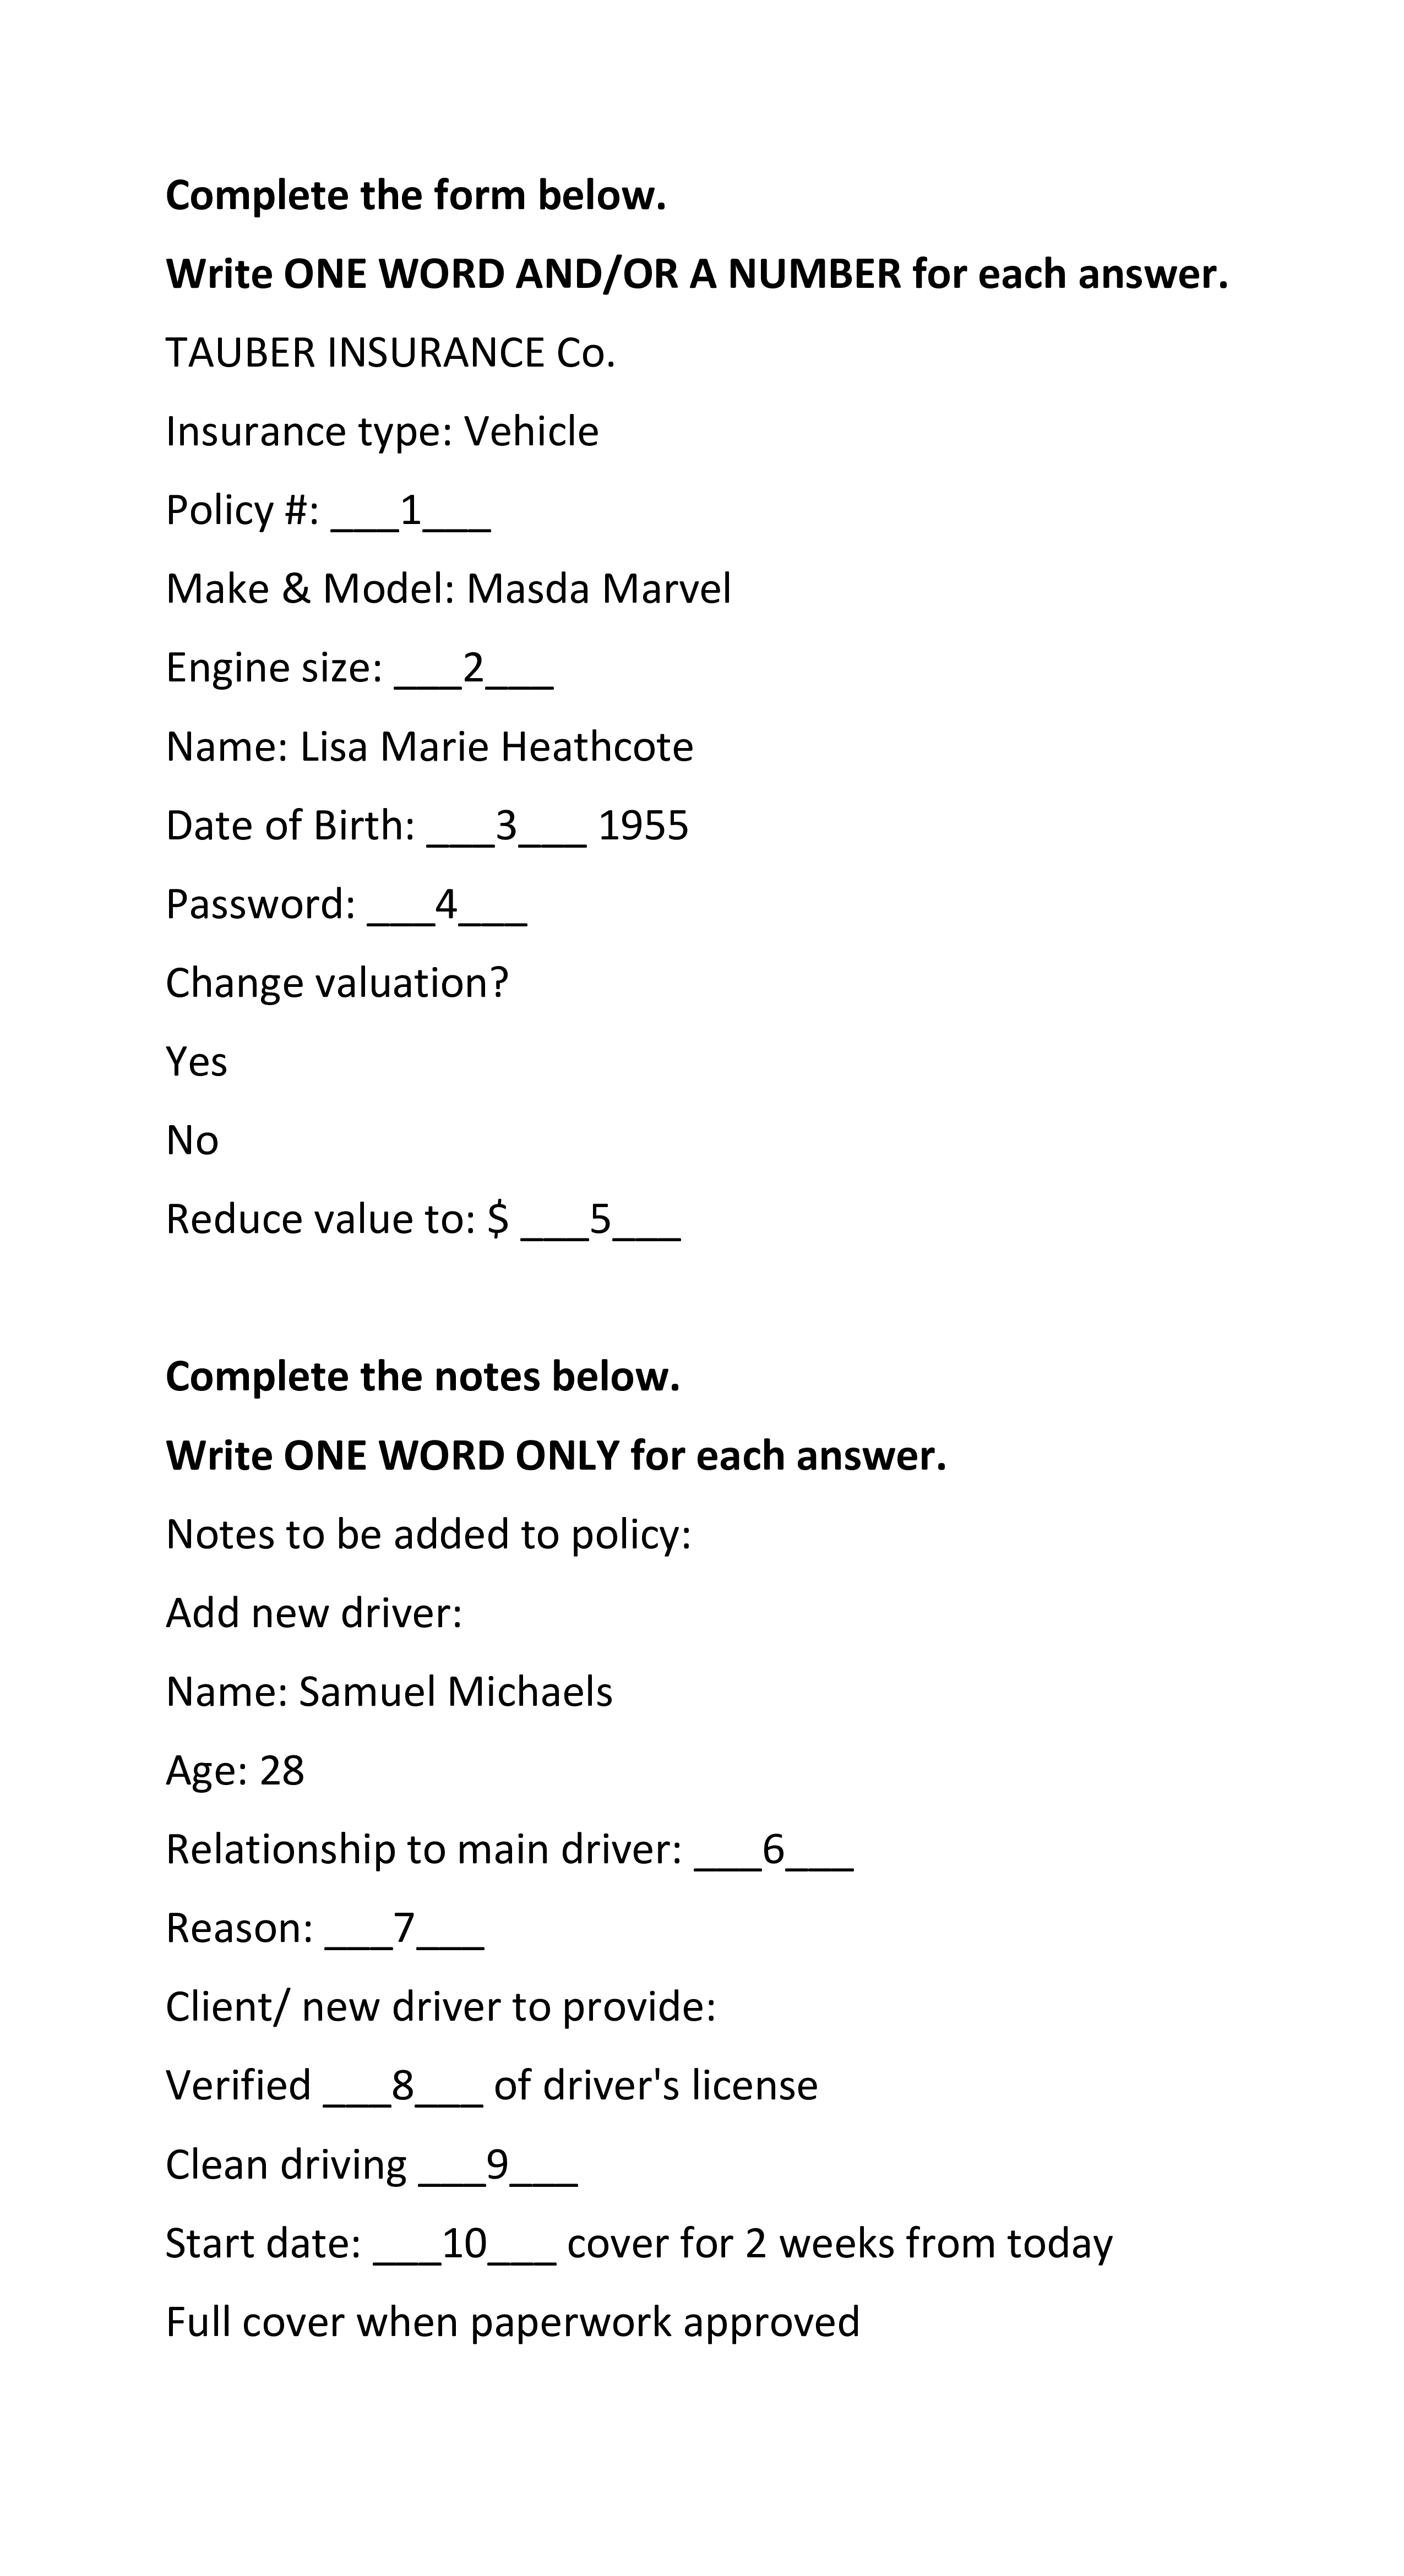 Complete the form below.
Write ONE WORD AND/OR A NUMBER for each answer.
TAUBER INSURANCE Co.
Insurance type: Vehicle
Policy #: ___1___
Make & Model: Masda Marvel
Engine size: ___2___
Name: Lisa Marie Heathcote
Date of Birth: ___3___ 1955
Password: ___4___
Change valuation?
Yes
No
Reduce value to: $ ___5___
Complete the notes below.
Write ONE WORD ONLY for each answer.
Notes to be added to policy:
Add new driver:
Name: Samuel Michaels
Age: 28
Relationship to main driver: ___6___
Reason: ___7___
Client/ new driver to provide:
Verified ___8___ of driver's license
Clean driving ___9___
Start date: ___10___ cover for 2 weeks from today
Full cover when paperwork approved